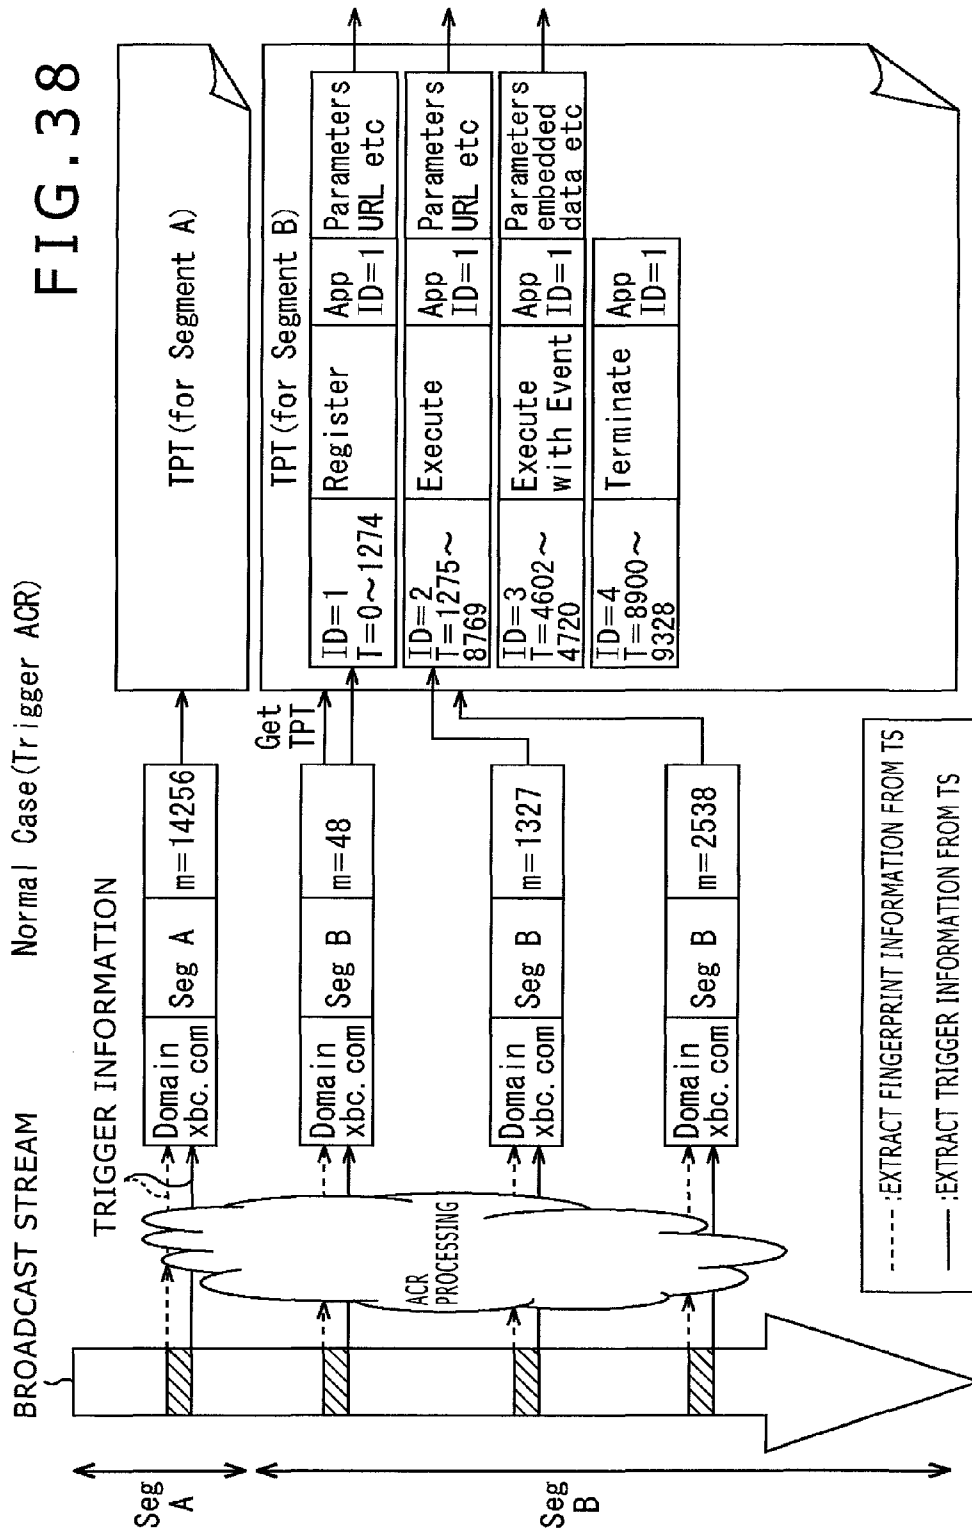 FIG.38
Normal Case(Trigger ACR)
BROADCAST STREAM
TRIGGER INFORMATION
Seg
A
Seg
B
ACR
PROCESSING
Domain
xbc.com
Seg A
m=14256
TPT(for Segment A)
Domain
xbc.com
Seg B
m=48
Get
TPT
TPT(for Segment B)
ID=1
T=0~1274
Register
App
ID=1
Parameters
URL etc
Domain
xbc.com
Seg B
m=1327
ID=2
T=1275~
8769
Execute
App
ID=1
Parameters
URL etc
ID=3
T=4602~
4720
Execute
with Event
App
ID=1
Parameters
embedded
data etc
Domain
xbc.com
Seg B
m=2538
ID=4
T=8900~
9328
Terminate
App
ID=1
:EXTRACT FINGERPRINT INFORMATION FROM TS
:EXTRACT TRIGGER INFORMATION FROM TS